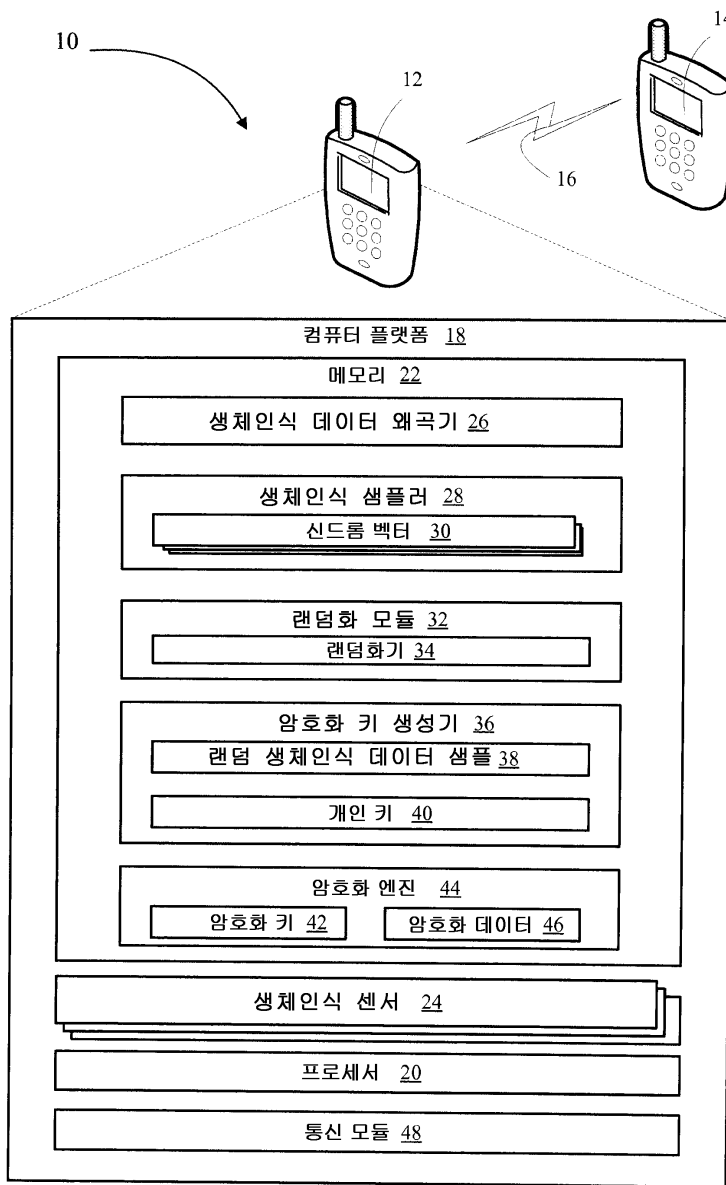 10
14
12
16
컴퓨터 플랫폼 18
메모리 22
생체인식 데이터 왜곡기 26
생체인식 샘플러 28
신드롬 벡터 30
랜덤화 모듈 32
랜덤화기 34
암호화 키 생성기 36
랜덤 생체인식 데이터 샘플 38
개인 키 40
암호화 엔진 44
암호화 키 42 암호화 데이터 46
생체인식 센서 24
프로세서 20
통신 모듈 48